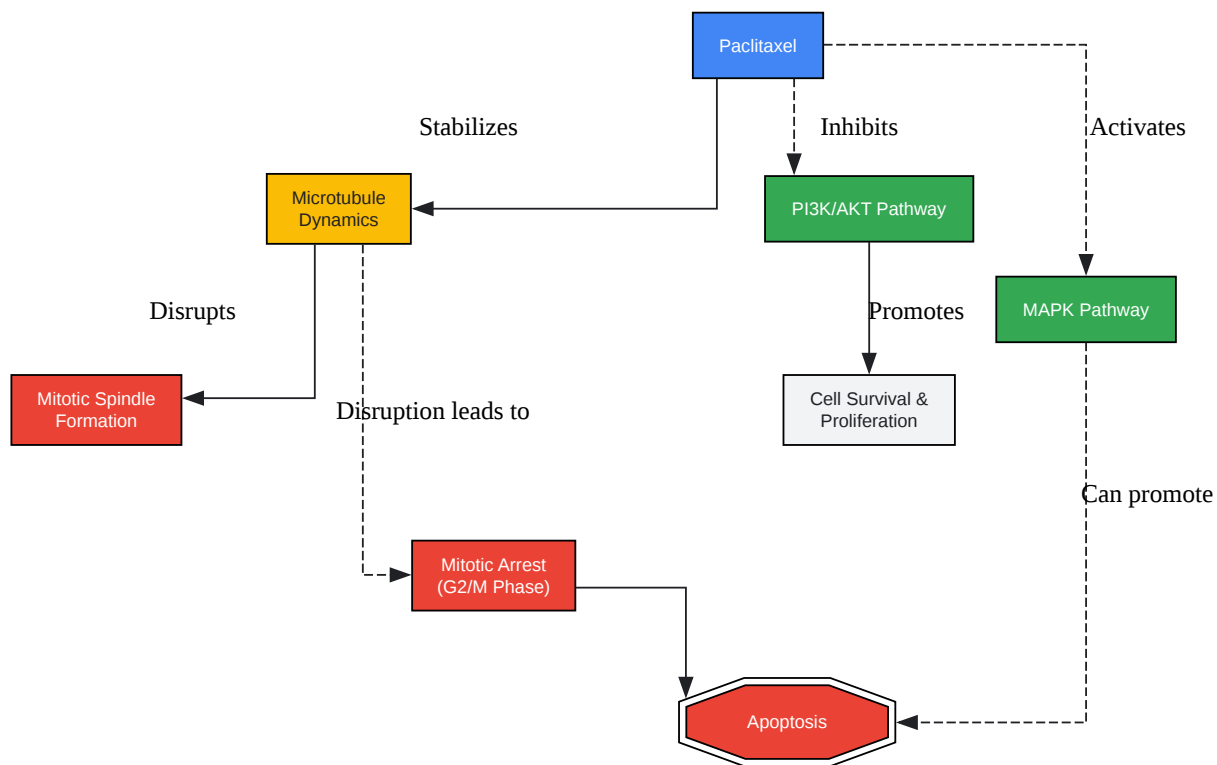 Paclitaxel
Stabilizes
Inhibits
Activates
Microtubule
Dynamics
PI3K/AKT Pathway
Disrupts
Promotes
MAPK Pathway
Mitotic Spindle
Formation
Disruption leads to
Cell Survival &
Proliferation
Can promote
Mitotic Arrest
(G2/M Phase)
Apoptosis